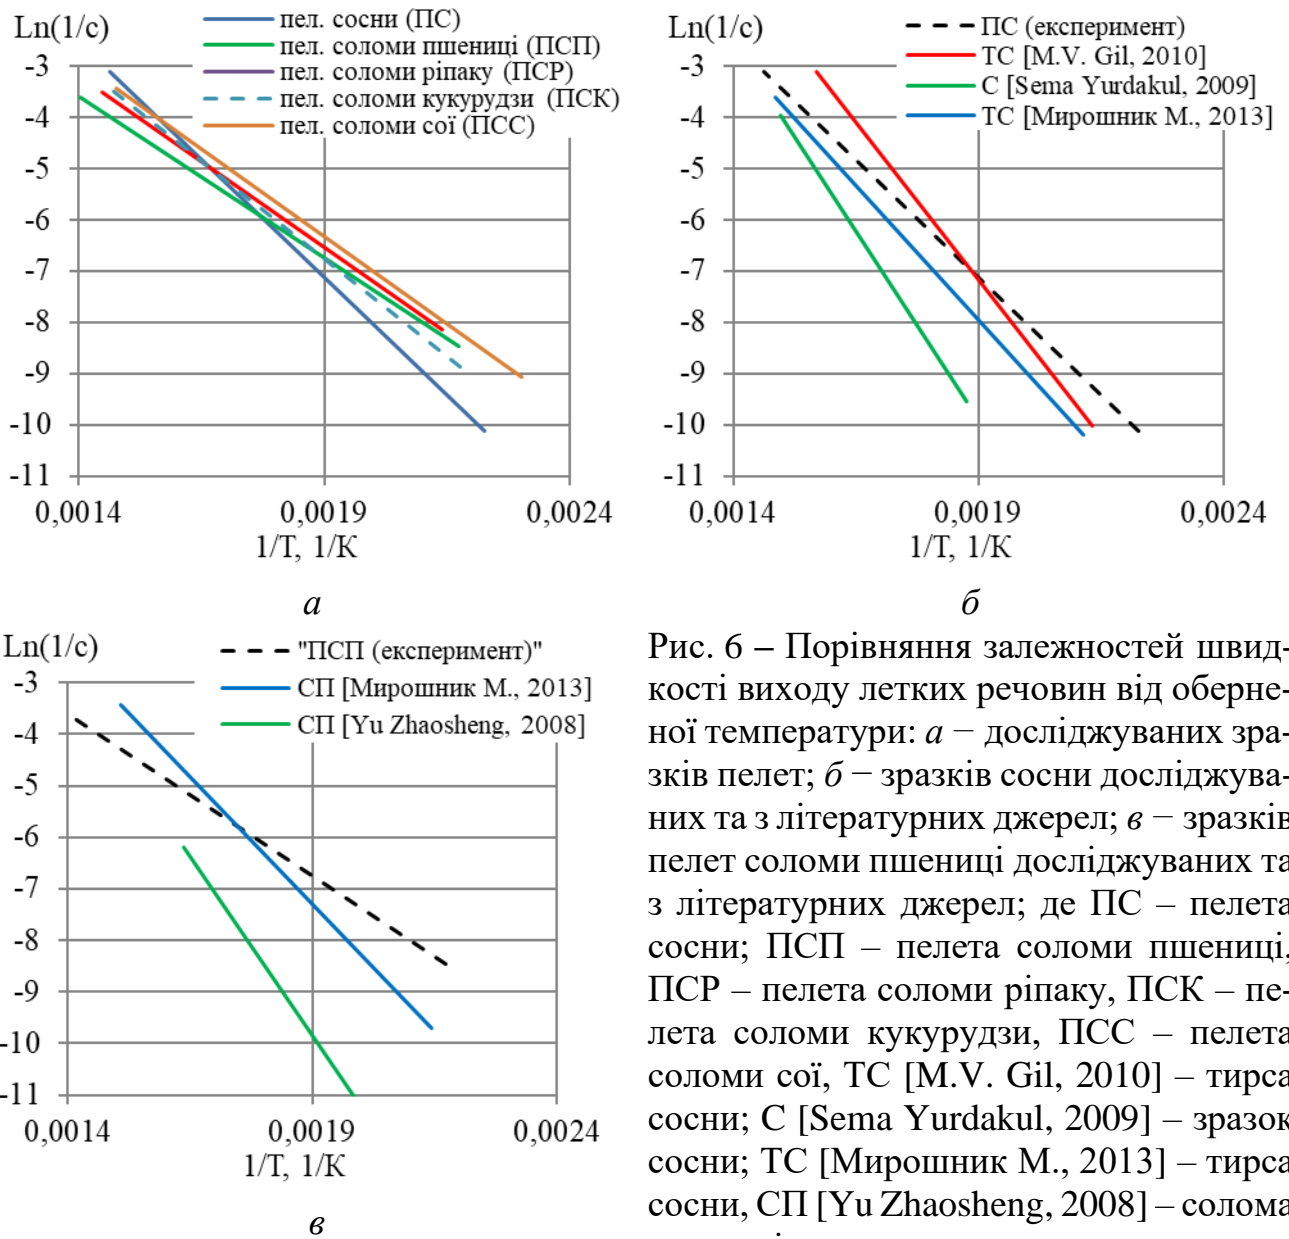 Ln(1/с)
пел. сосни (ПС)
пел. соломи пшениці (ПСП)
пел. соломи ріпаку (ПСР)
пел. соломи кукурудзи (ПСК)
пел. соломи сої (ПСС)
-3
-4
-5
-6
-7
-8
-9
-10
-11
0,0014 0,0019 0,0024
1/T, 1/К
а
Ln(1/с)
ПС (експеримент)
ТС [M.V. Gil, 2010]
С [Sema Yurdakul, 2009]
ТС [Мирошник М., 2013]
-3
-4
-5
-6
-7
-8
-9
-10
-11
0,0014 0,0019 0,0024
1/T, 1/К
б
Ln(1/с)
"ПСП (експеримент)"
СП [Мирошник М., 2013]
СП [Yu Zhaosheng, 2008]
-3
-4
-5
-6
-7
-8
-9
-10
-11
0,0014 0,0019 0,0024
1/T, 1/К
в
Рис. 6 – Порівняння залежностей швид-
кості виходу летких речовин від оберне-
ної температури: а − досліджуваних зра-
зків пелет; б − зразків сосни досліджува-
них та з літературних джерел; в − зразків
пелет соломи пшениці досліджуваних та
з літературних джерел; де ПС – пелета
сосни; ПСП – пелета соломи пшениці,
ПСР – пелета соломи ріпаку, ПСК – пе-
лета соломи кукурудзи, ПСС – пелета
соломи сої, ТС [M.V. Gil, 2010] – тирса
сосни; С [Sema Yurdakul, 2009] – зразок
сосни; ТС [Мирошник М., 2013] – тирса
сосни, СП [Yu Zhaosheng, 2008] – солома